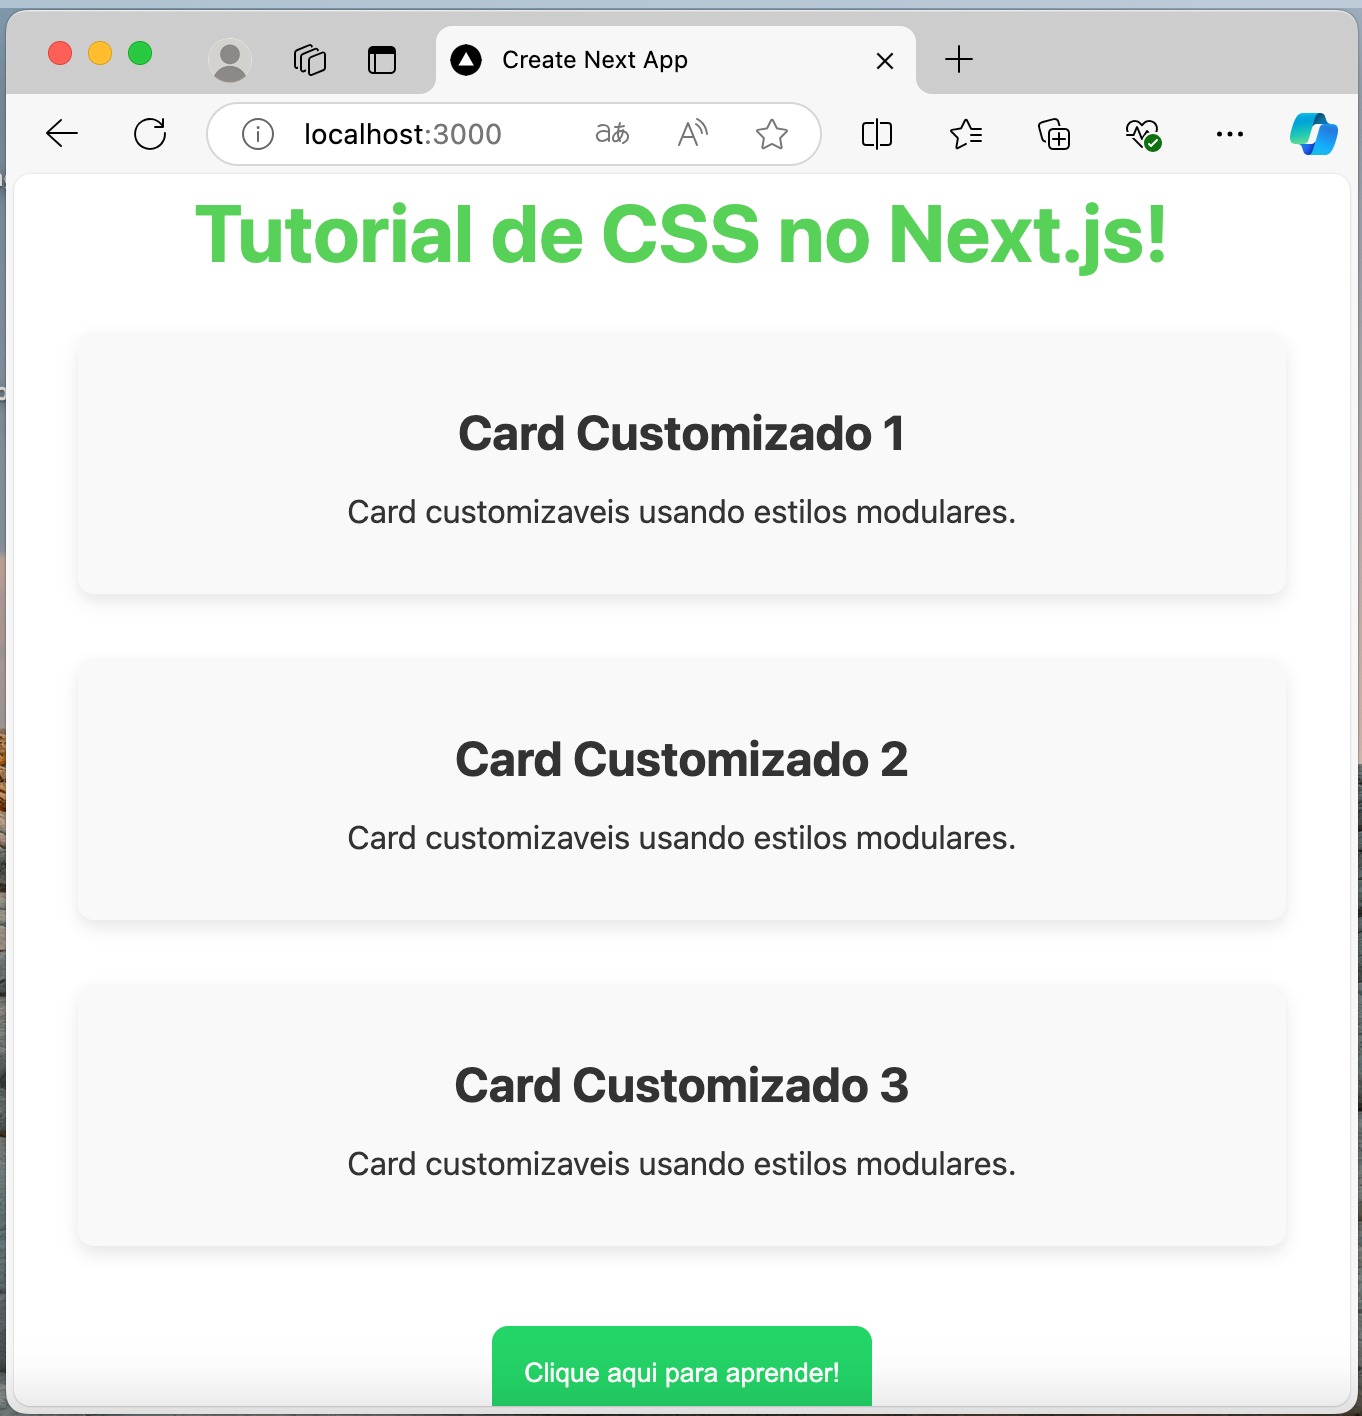 Create Next App
localhost:3000
aあ
Tutorial de CSS no Next.js!
Card Customizado 1
Card customizaveis usando estilos modulares.
Card Customizado 2
Card customizaveis usando estilos modulares.
Card Customizado 3
Card customizaveis usando estilos modulares.
Clique aqui para aprender!